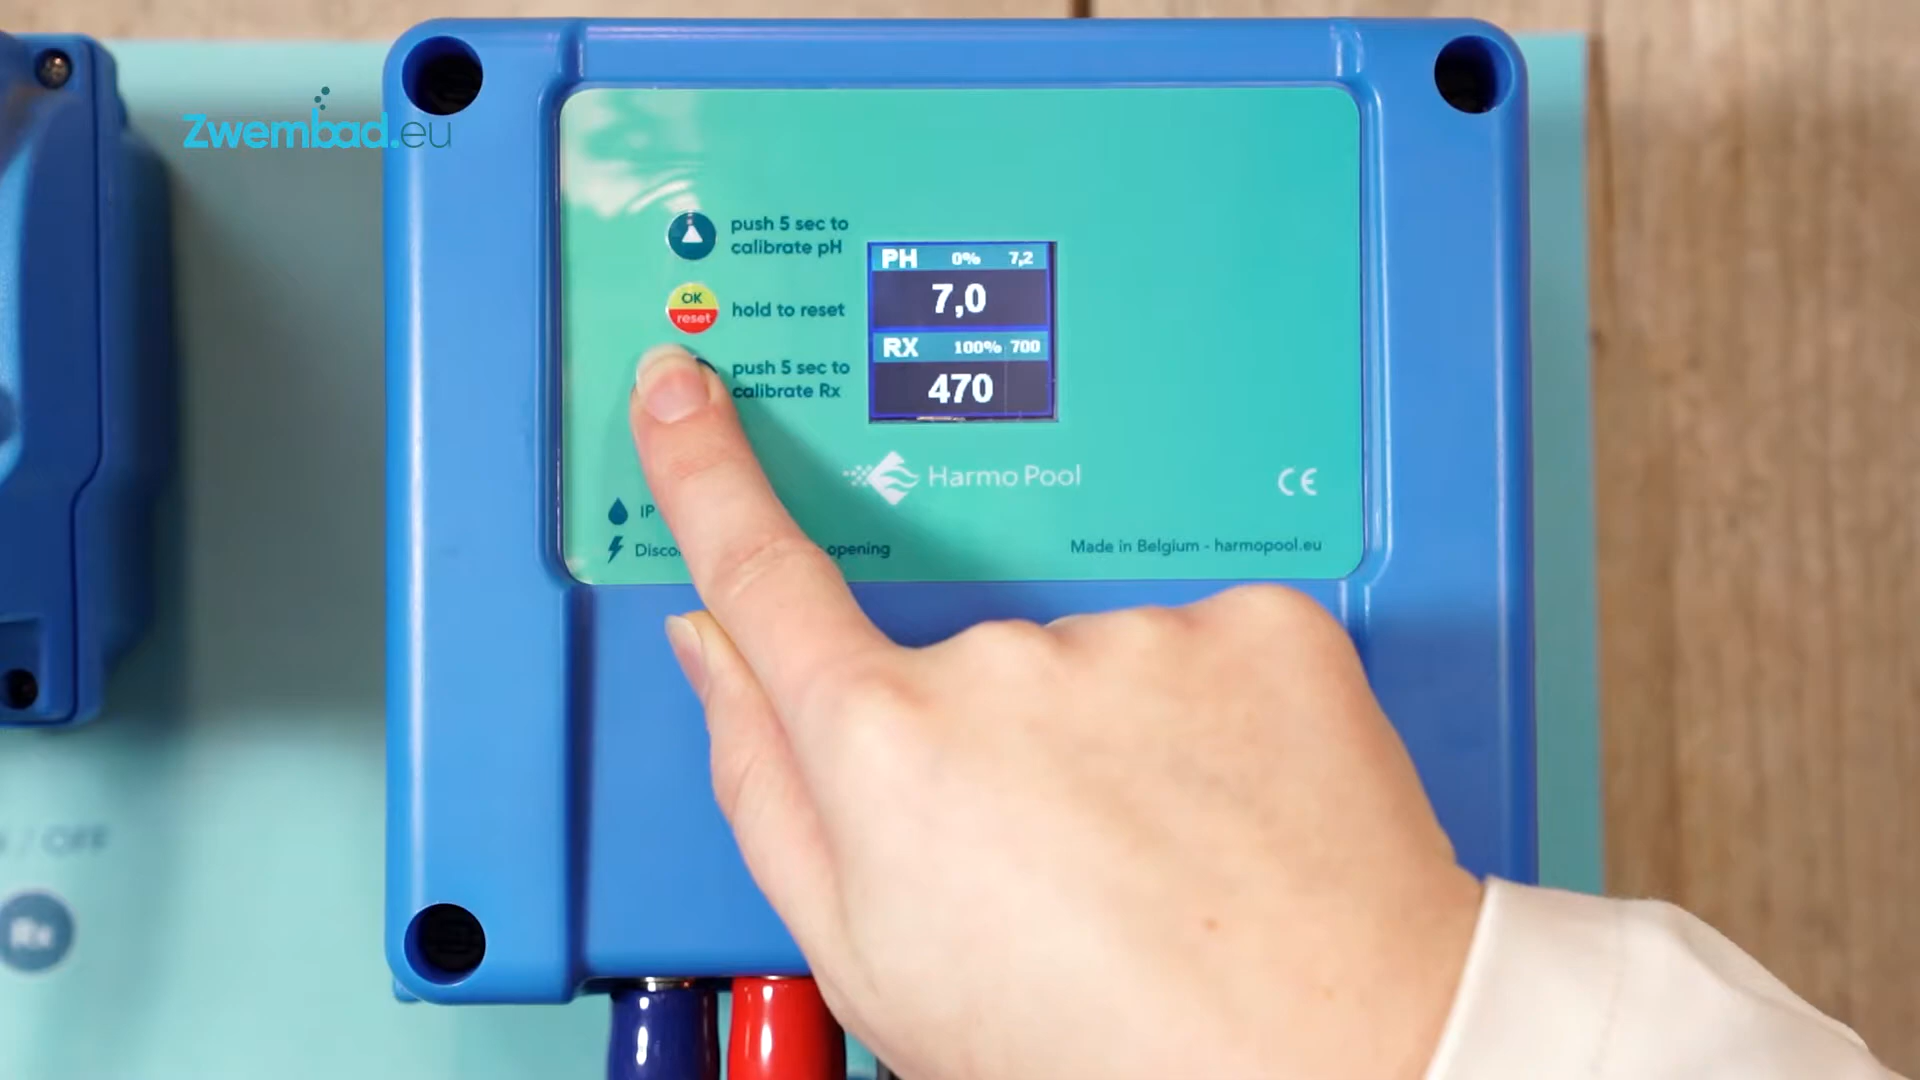 Zwembad.eu
push 5 sec to
calibrate pH
OK
reset
hold to reset
push 5 sec to
calibrate Rx
PH 0% 7,2
7,0
RX 100% 700
470
Harmo Pool
CE
IP
opening
Made in Belgium - harmopool.eu
/ OFF
Rx